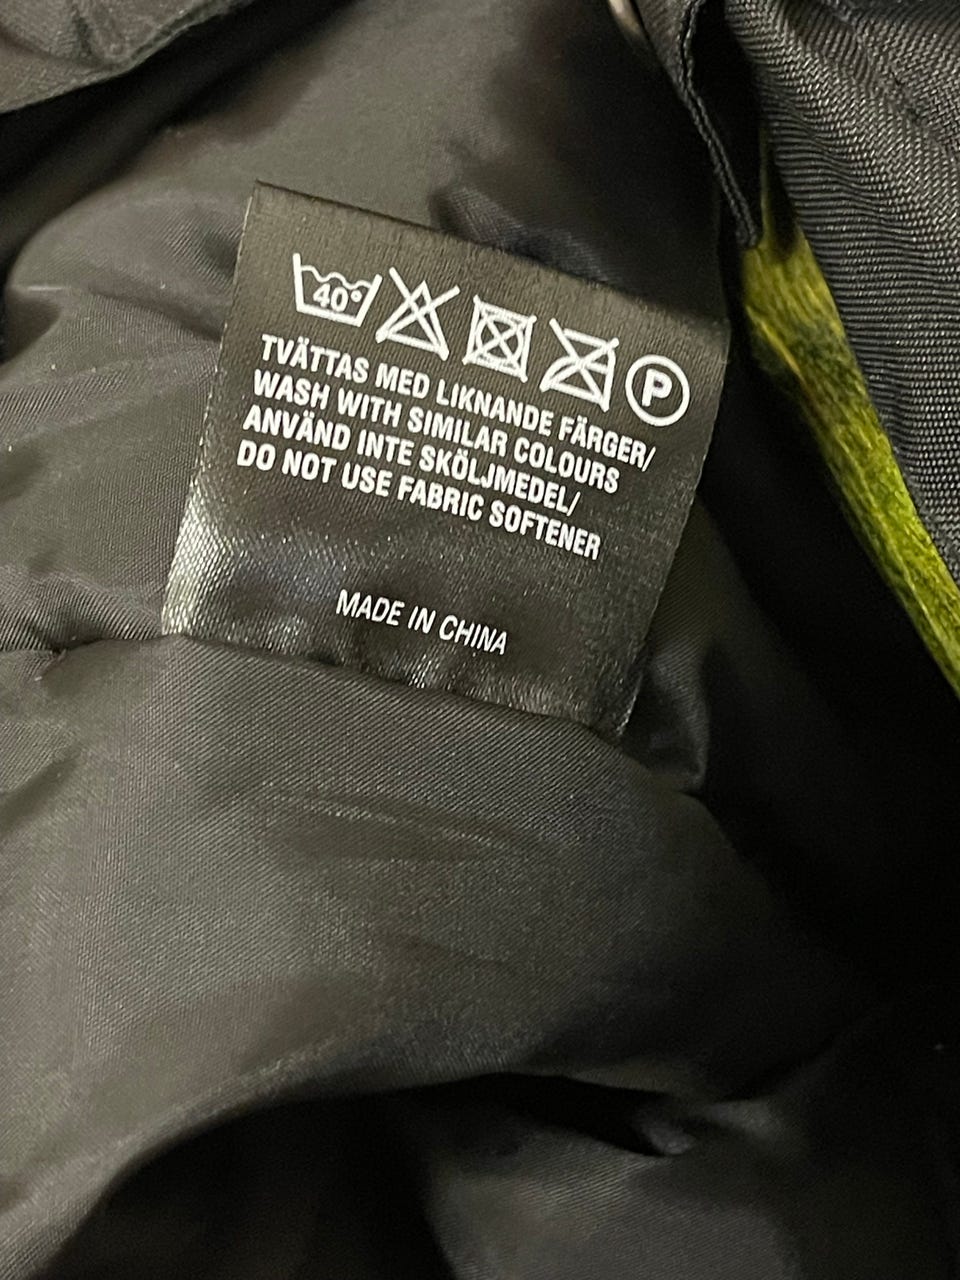 40°
P
TVÄTTAS MED LIKNANDE FÄRGER/
WASH WITH SIMILAR COLOURS
ANVÄND INTE SKÖLJMEDEL/
DO NOT USE FABRIC SOFTENER
MADE IN CHINA